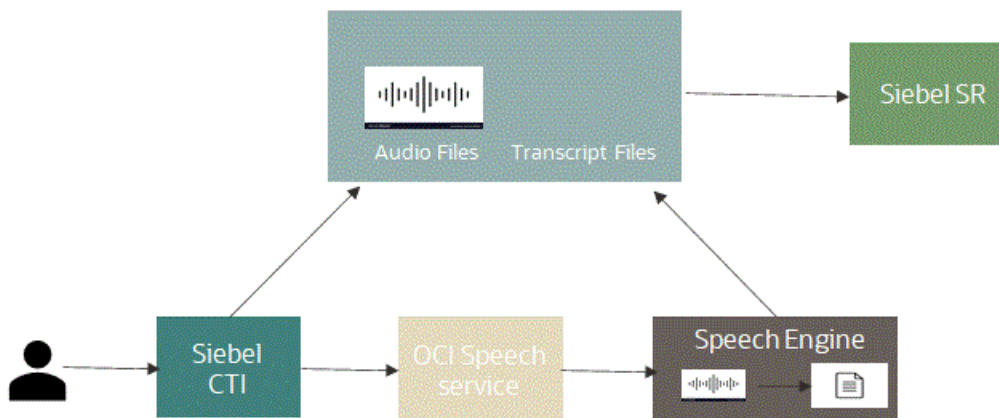 Audio Files
Transcript Files
Siebel SR
Siebel
CTI
OCI Speech
service
Speech Engine